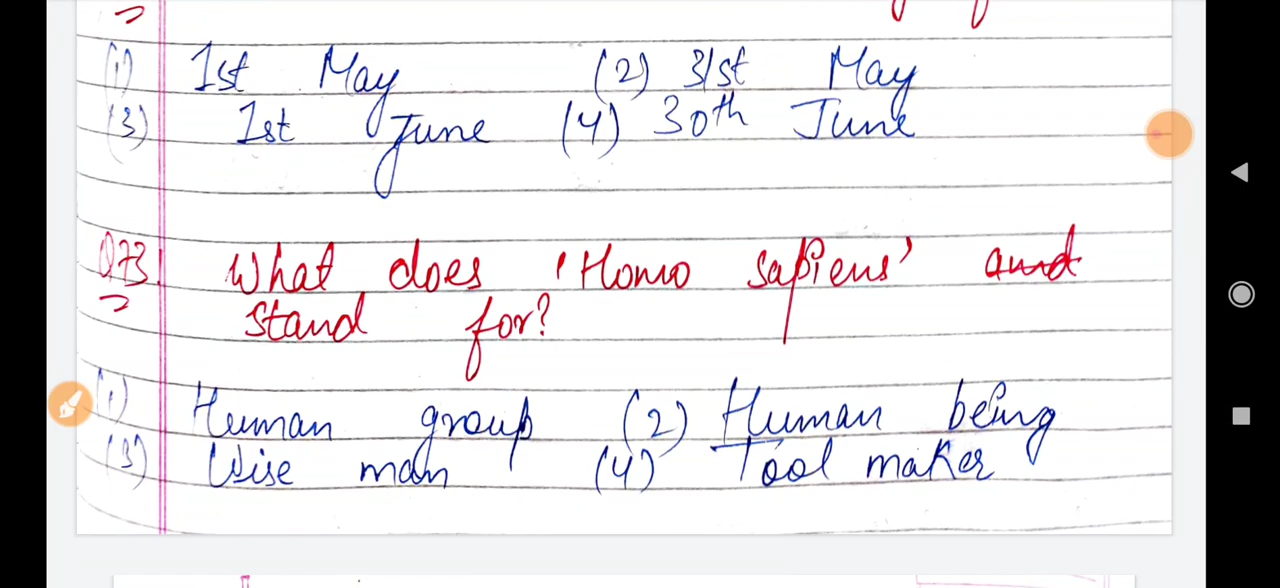 (1) 1st May (2) 31st May
(3) 1st June (4) 30th June
Q73. What does 'Homo sapiens' and
stand for?
(1) Human group (2) Human being
(3) Wise man (4) Tool maker